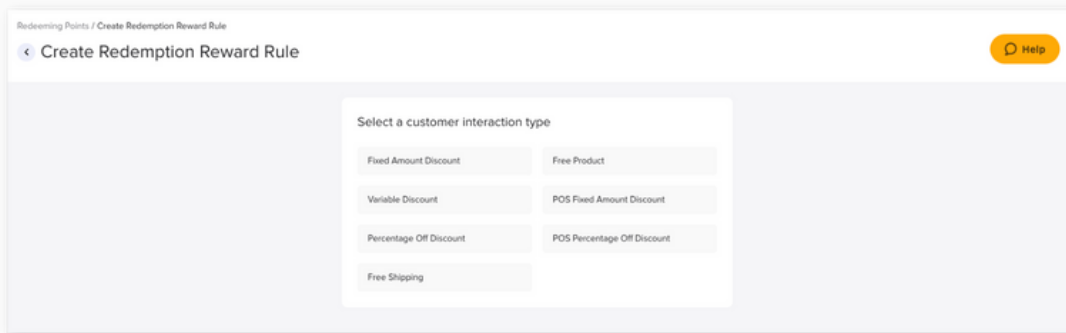 Redeeming Points / Create Redemption Reward Rule
Create Redemption Reward Rule
Help
Select a customer interaction type
Fixed Amount Discount
Free Product
Variable Discount
POS Fixed Amount Discount
Percentage Off Discount
POS Percentage Off Discount
Free Shipping